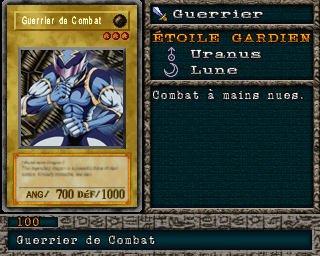 Guerrier de Combat
Guerrier
ÉTOILE GARDIEN
Uranus
Lune
Combat à mains nues.
ANG/ 700 DÉF/1000
100
Guerrier de Combat